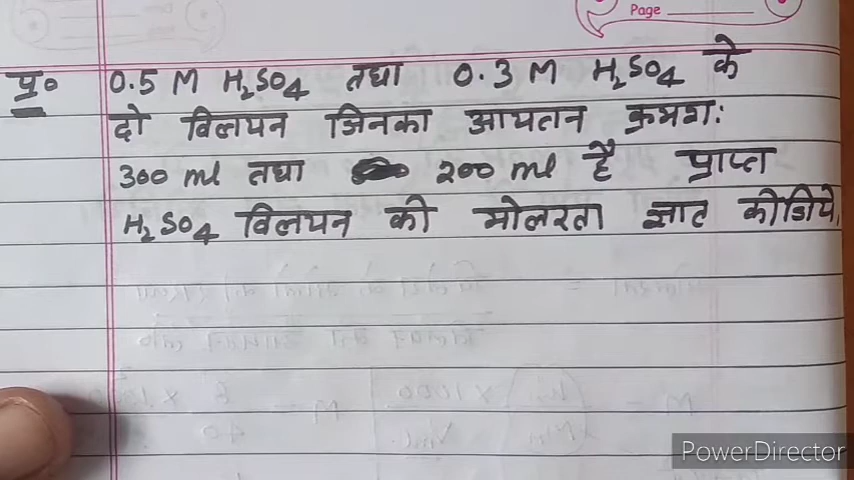 Page
प्र० 0.5 M H₂SO₄ तथा 0.3 M H₂SO₄ के
दो विलयन जिनका आयतन क्रमशः
300 ml तथा 200 ml है प्राप्त
H₂SO₄ विलयन की मोलरता ज्ञात कीजिये,
PowerDirector